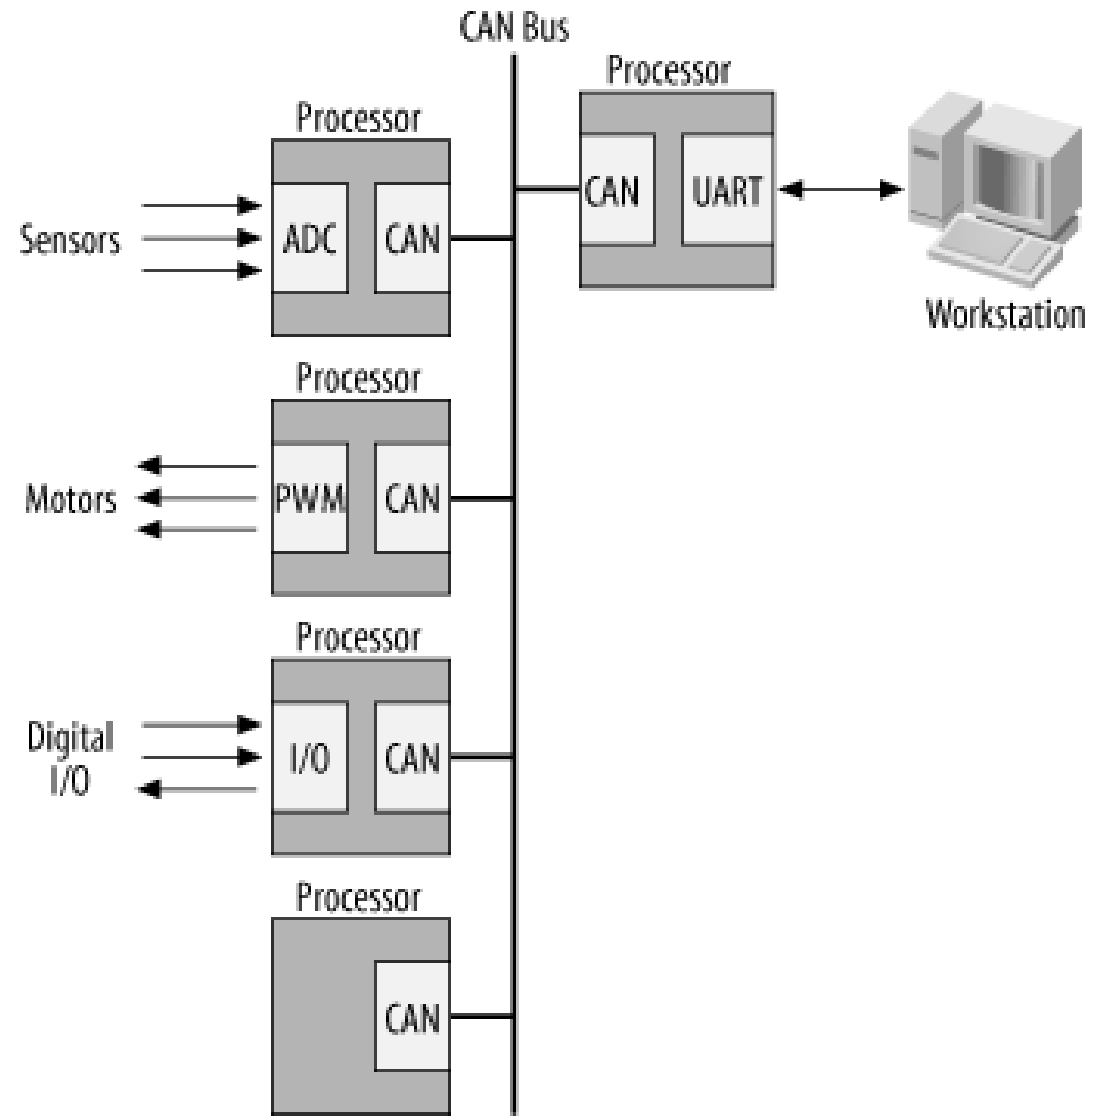 CAN Bus
Processor
CAN
UART
Workstation
Processor
Sensors
ADC
CAN
Processor
Motors
PWM
CAN
Processor
Digital
I/O
I/O
CAN
Processor
CAN